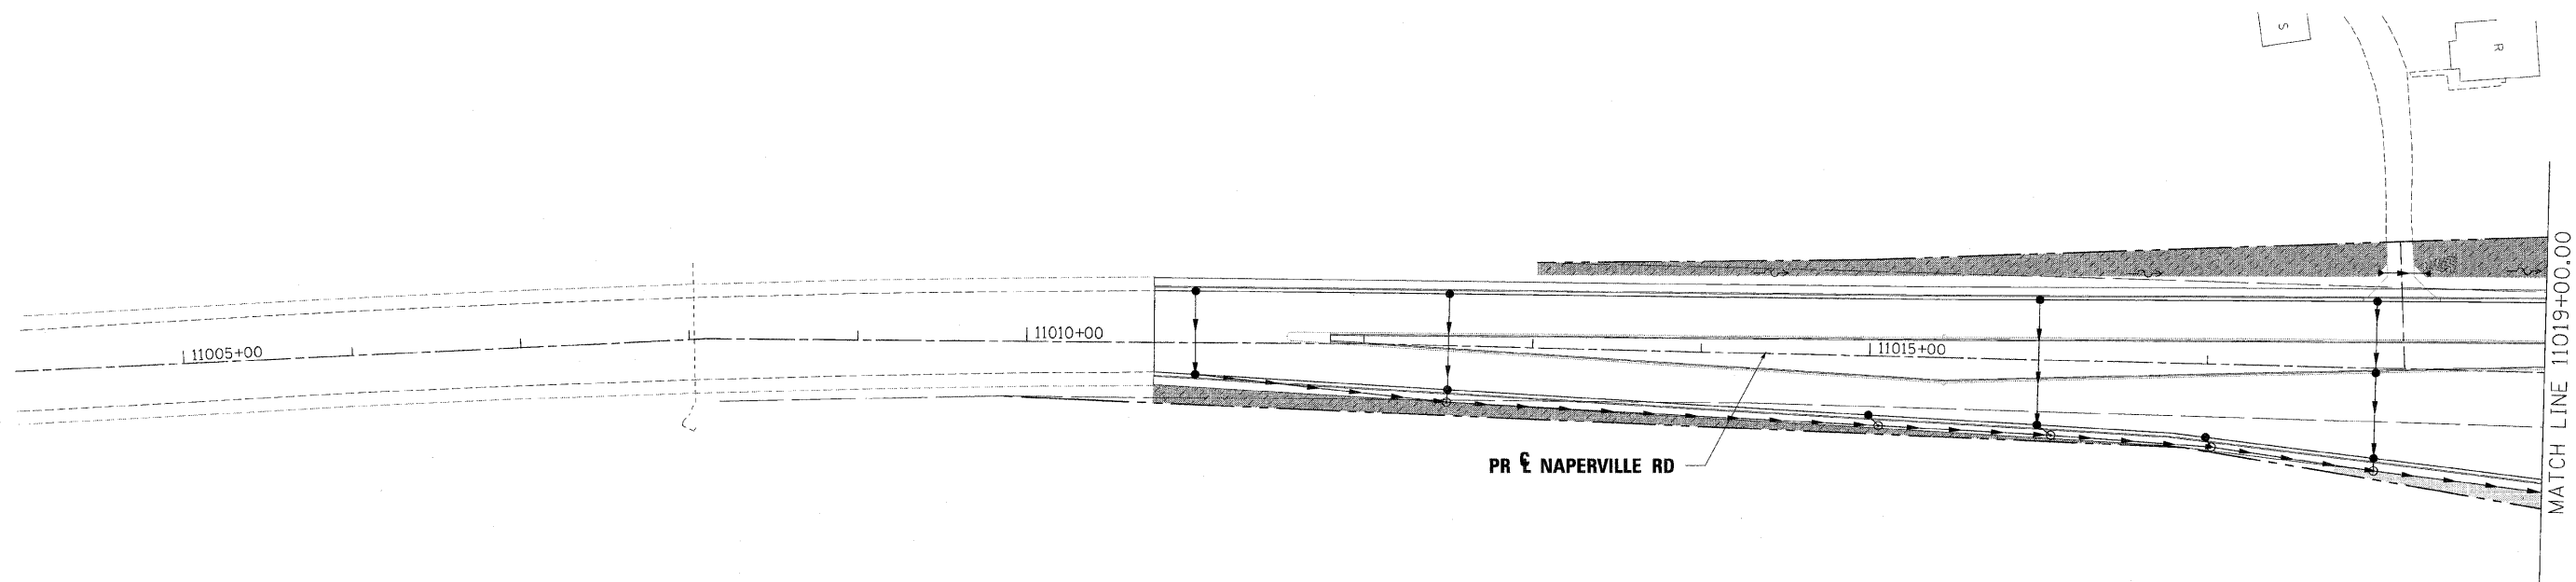 S
R
11005+00
11010+00
11015+00
PR ℄ NAPERVILLE RD
MATCH LINE 11019+00.00